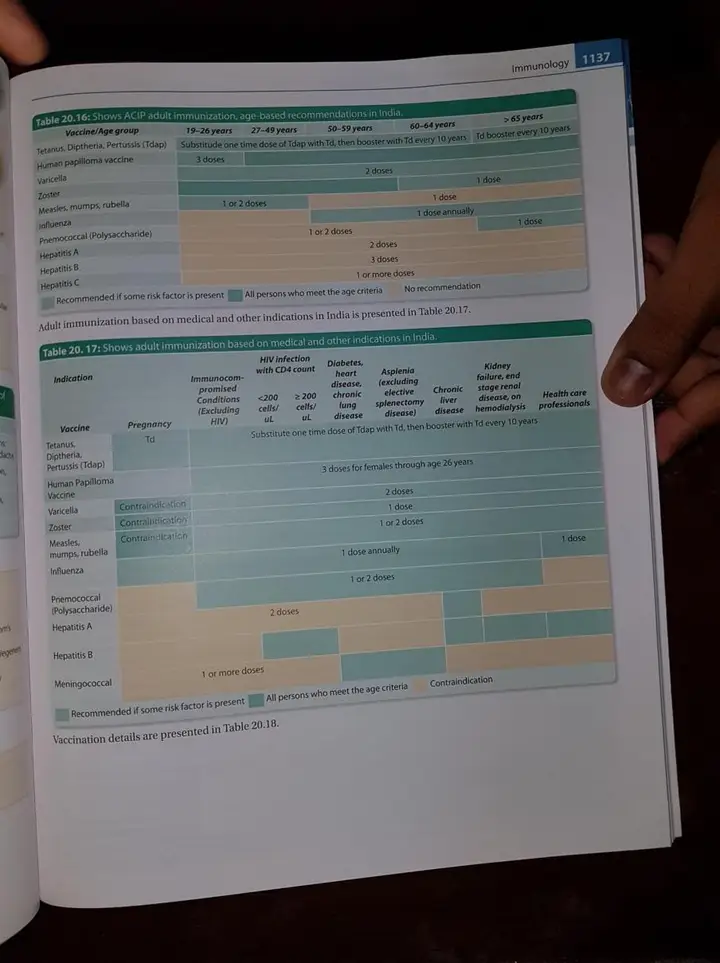 Immunology 1137
Table 20.16: Shows ACIP adult immunization, age-based recommendations in India.
Vaccine/Age group 19–26 years 27–49 years 50–59 years 60–64 years > 65 years
Tetanus, Diptheria, Pertussis (Tdap) Substitute one time dose of Tdap with Td, then booster with Td every 10 years Td booster every 10 years
Human papilloma vaccine 3 doses
Varicella 2 doses
Zoster 1 dose
Measles, mumps, rubella 1 or 2 doses 1 dose
Influenza 1 dose annually
Pnemococcal (Polysaccharide) 1 or 2 doses 1 dose
Hepatitis A 2 doses
Hepatitis B 3 doses
Hepatitis C 1 or more doses
Recommended if some risk factor is present All persons who meet the age criteria No recommendation
Adult immunization based on medical and other indications in India is presented in Table 20.17.
Table 20. 17: Shows adult immunization based on medical and other indications in India.
Indication
Vaccine
Pregnancy
Immunocom-
promised
Conditions
(Excluding
HIV)
HIV infection
with CD4 count
<200
cells/
uL
≥ 200
cells/
uL
Diabetes,
heart
disease,
chronic
lung
disease
Asplenia
(excluding
elective
splenectomy
disease)
Chronic
liver
disease
Kidney
failure, end
stage renal
disease, on
hemodialysis
Health care
professionals
Tetanus,
Diptheria,
Pertussis (Tdap)
Td
Substitute one time dose of Tdap with Td, then booster with Td every 10 years
Human Papilloma
Vaccine
3 doses for females through age 26 years
Varicella Contraindication 2 doses
Zoster Contraindication 1 dose
Measles,
mumps, rubella
Contraindication 1 or 2 doses
Influenza 1 dose annually 1 dose
Pnemococcal
(Polysaccharide)
1 or 2 doses
Hepatitis A 2 doses
Hepatitis B
Meningococcal 1 or more doses
Recommended if some risk factor is present All persons who meet the age criteria Contraindication
Vaccination details are presented in Table 20.18.